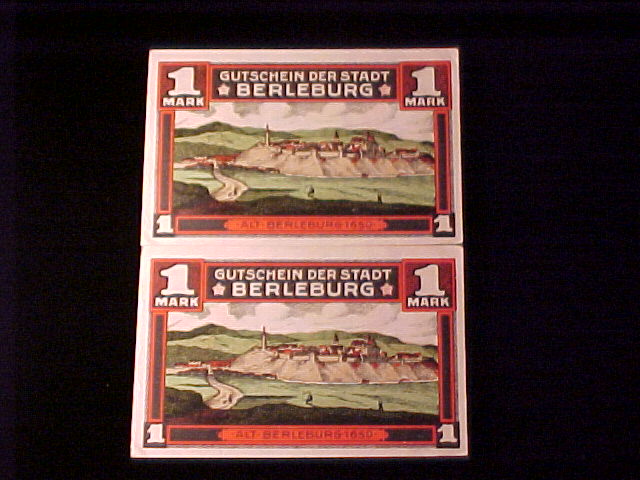 1 MARK
GUTSCHEIN DER STADT
BERLEBURG
1 MARK
1
ALT-BERLEBURG 1650
1
1 MARK
GUTSCHEIN DER STADT
BERLEBURG
1 MARK
1
ALT-BERLEBURG 1650
1